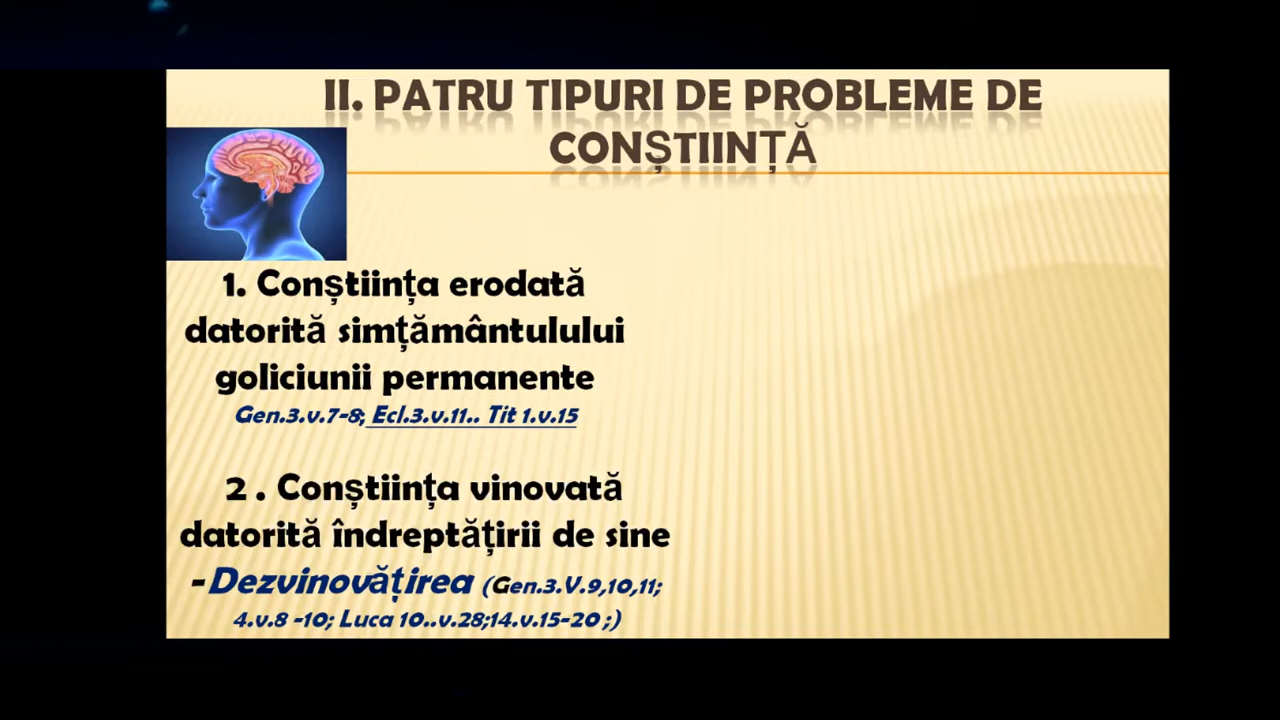 II. PATRU TIPURI DE PROBLEME DE
CONȘTIINȚĂ
1. Conștiința erodată
datorită simțământulului
goliciunii permanente
Gen.3.v.7-8; Ecl.3.v.11.. Tit 1.v.15
2 . Conștiința vinovată
datorită îndreptățirii de sine
-Dezvinovățirea (Gen.3.V.9,10,11;
4.v.8 -10; Luca 10..v.28;14.v.15-20 ;)